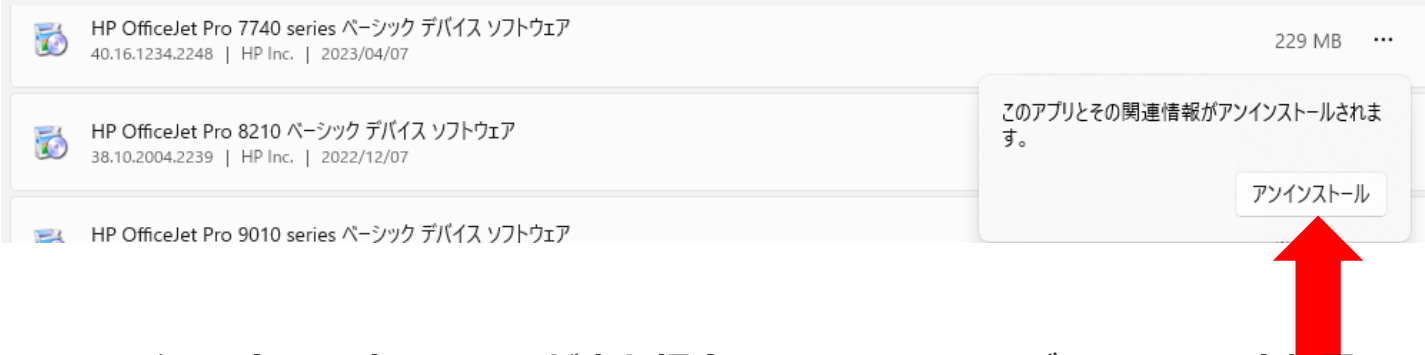 HP OfficeJet Pro 7740 series ベーシック デバイス ソフトウェア
40.16.1234.2248 | HP Inc. | 2023/04/07
229 MB
このアプリとその関連情報がアンインストールされま
す。
アンインストール
HP OfficeJet Pro 8210 ベーシック デバイス ソフトウェア
38.10.2004.2239 | HP Inc. | 2022/12/07
HP OfficeJet Pro 9010 series ベーシック デバイス ソフトウェア